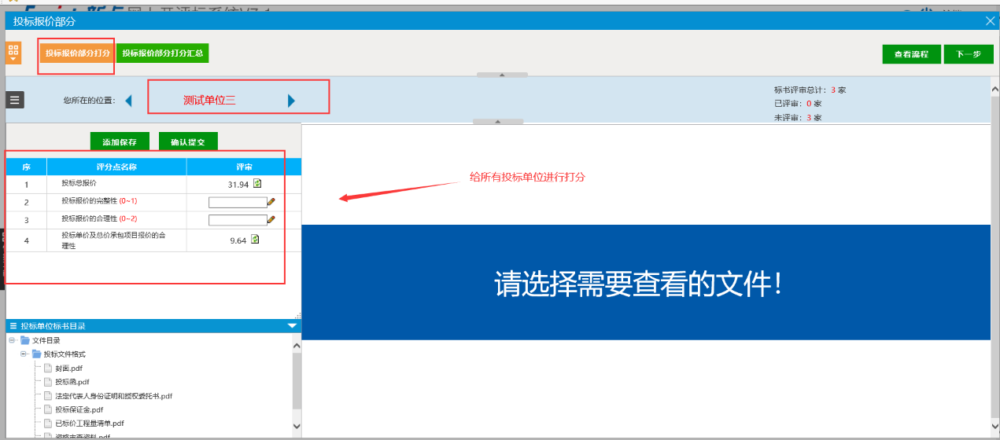 投标报价部分
投标报价部分打分
投标报价部分打分汇总
查看流程
下一步
您所在的位置：
测试单位三
标书评审总计：3 家
已评审：0 家
未评审：3 家
添加保存
确认提交
序 评分点名称 评审
1 投标总报价 31.94
2 投标报价的完整性 (0~1)
3 投标报价的合理性 (0~2)
4 投标单价及总价承包项目报价的合
理性 9.64
给所有投标单位进行打分
请选择需要查看的文件!
投标单位标书目录
文件目录
投标文件格式
封面.pdf
投标函.pdf
法定代表人身份证明和授权委托书.pdf
投标保证金.pdf
已标价工程量清单.pdf